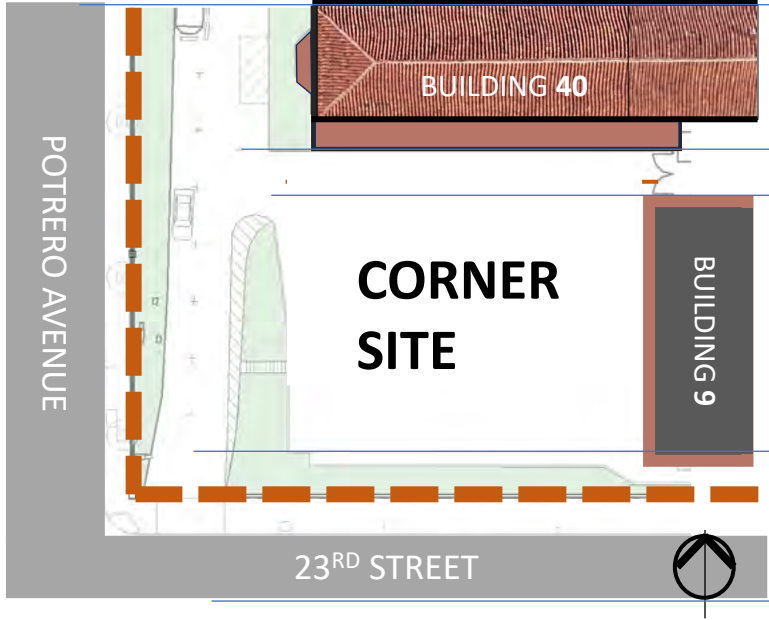 BUILDING 40
POTRERO AVENUE
CORNER
SITE
BUILDING 9
23RD STREET